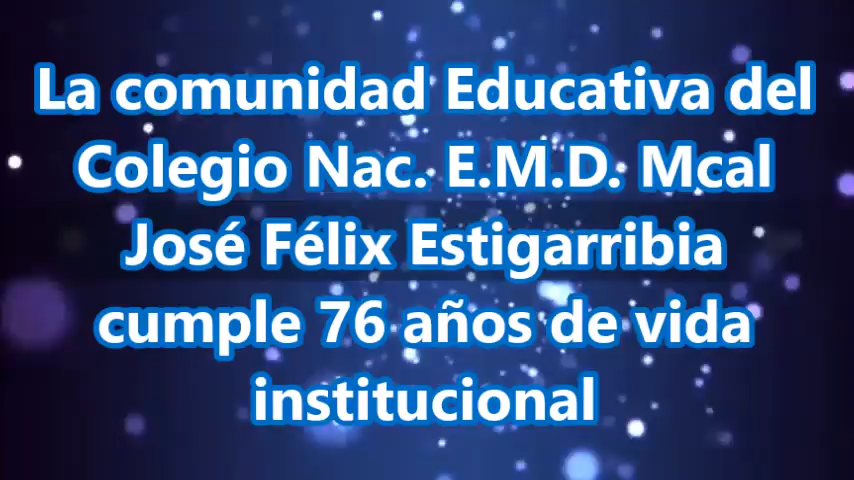 La comunidad Educativa del
Colegio Nac. E.M.D. Mcal
José Félix Estigarribia
cumple 76 años de vida
institucional